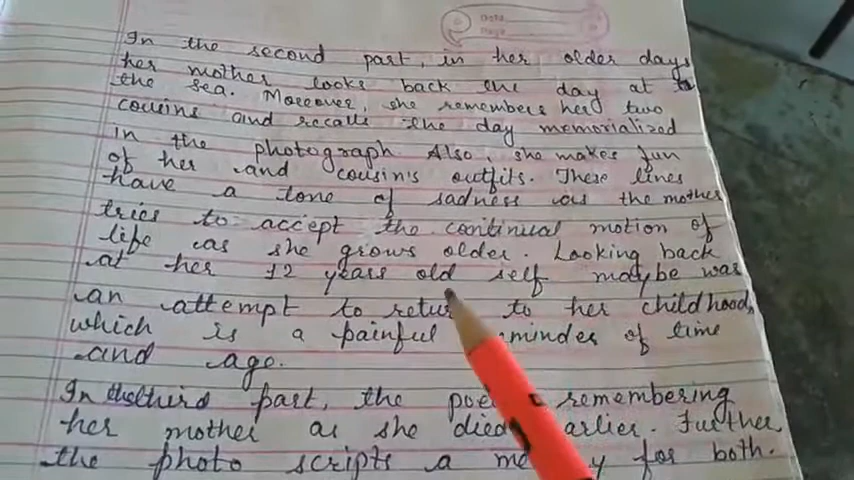 Date
Page
In the second part, in her older days
her mother looks back the day at
the sea. Moreover, she remembers her two
cousins and recalls the day memorialized
in the photograph. Also, she makes fun
of her and cousin's outfits. These lines
have a tone of sadness as the mother
tries to accept the continual motion of
life as she grows older. Looking back
at her 12 years old self maybe was
an attempt to to her childhood,
which is a painful of time
and age.
In the third part, the remembering
her mother as she died earlier. Further,
the photo scripts a for both.